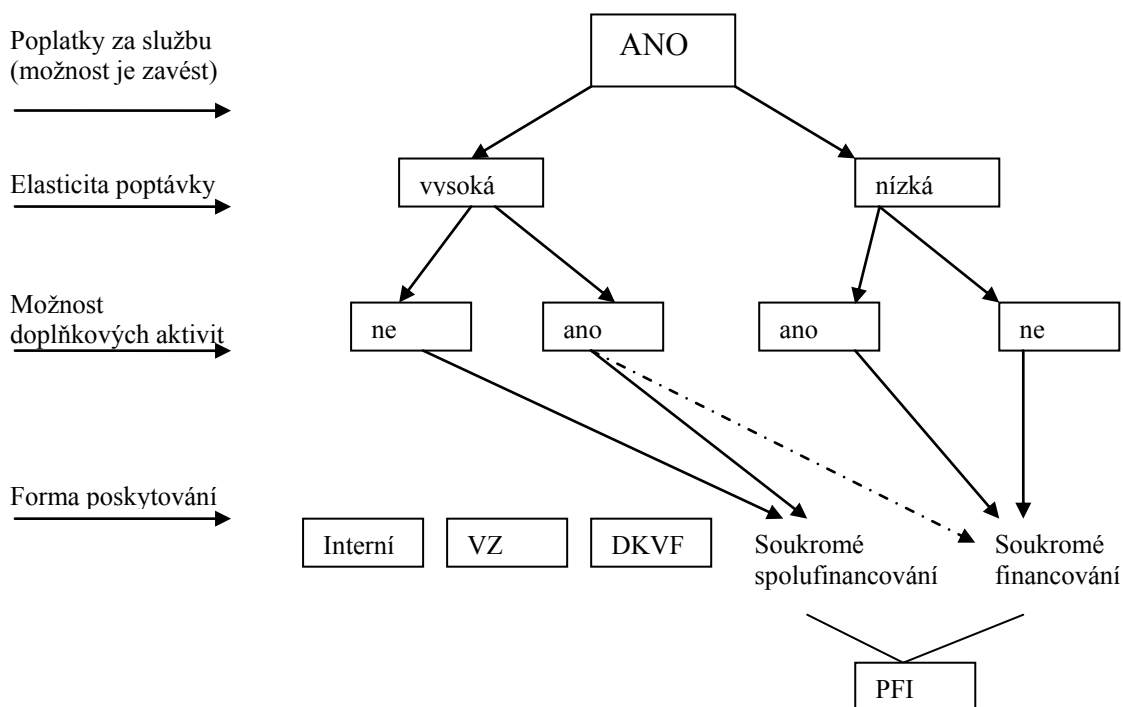 Poplatky za službu
(možnost je zavést)
ANO
Elasticita poptávky
vysoká
nízká
Možnost
doplňkových aktivit
ne
ano
ano
ne
Forma poskytování
Interní
VZ
DKVF
Soukromé
spolufinancování
Soukromé
financování
PFI